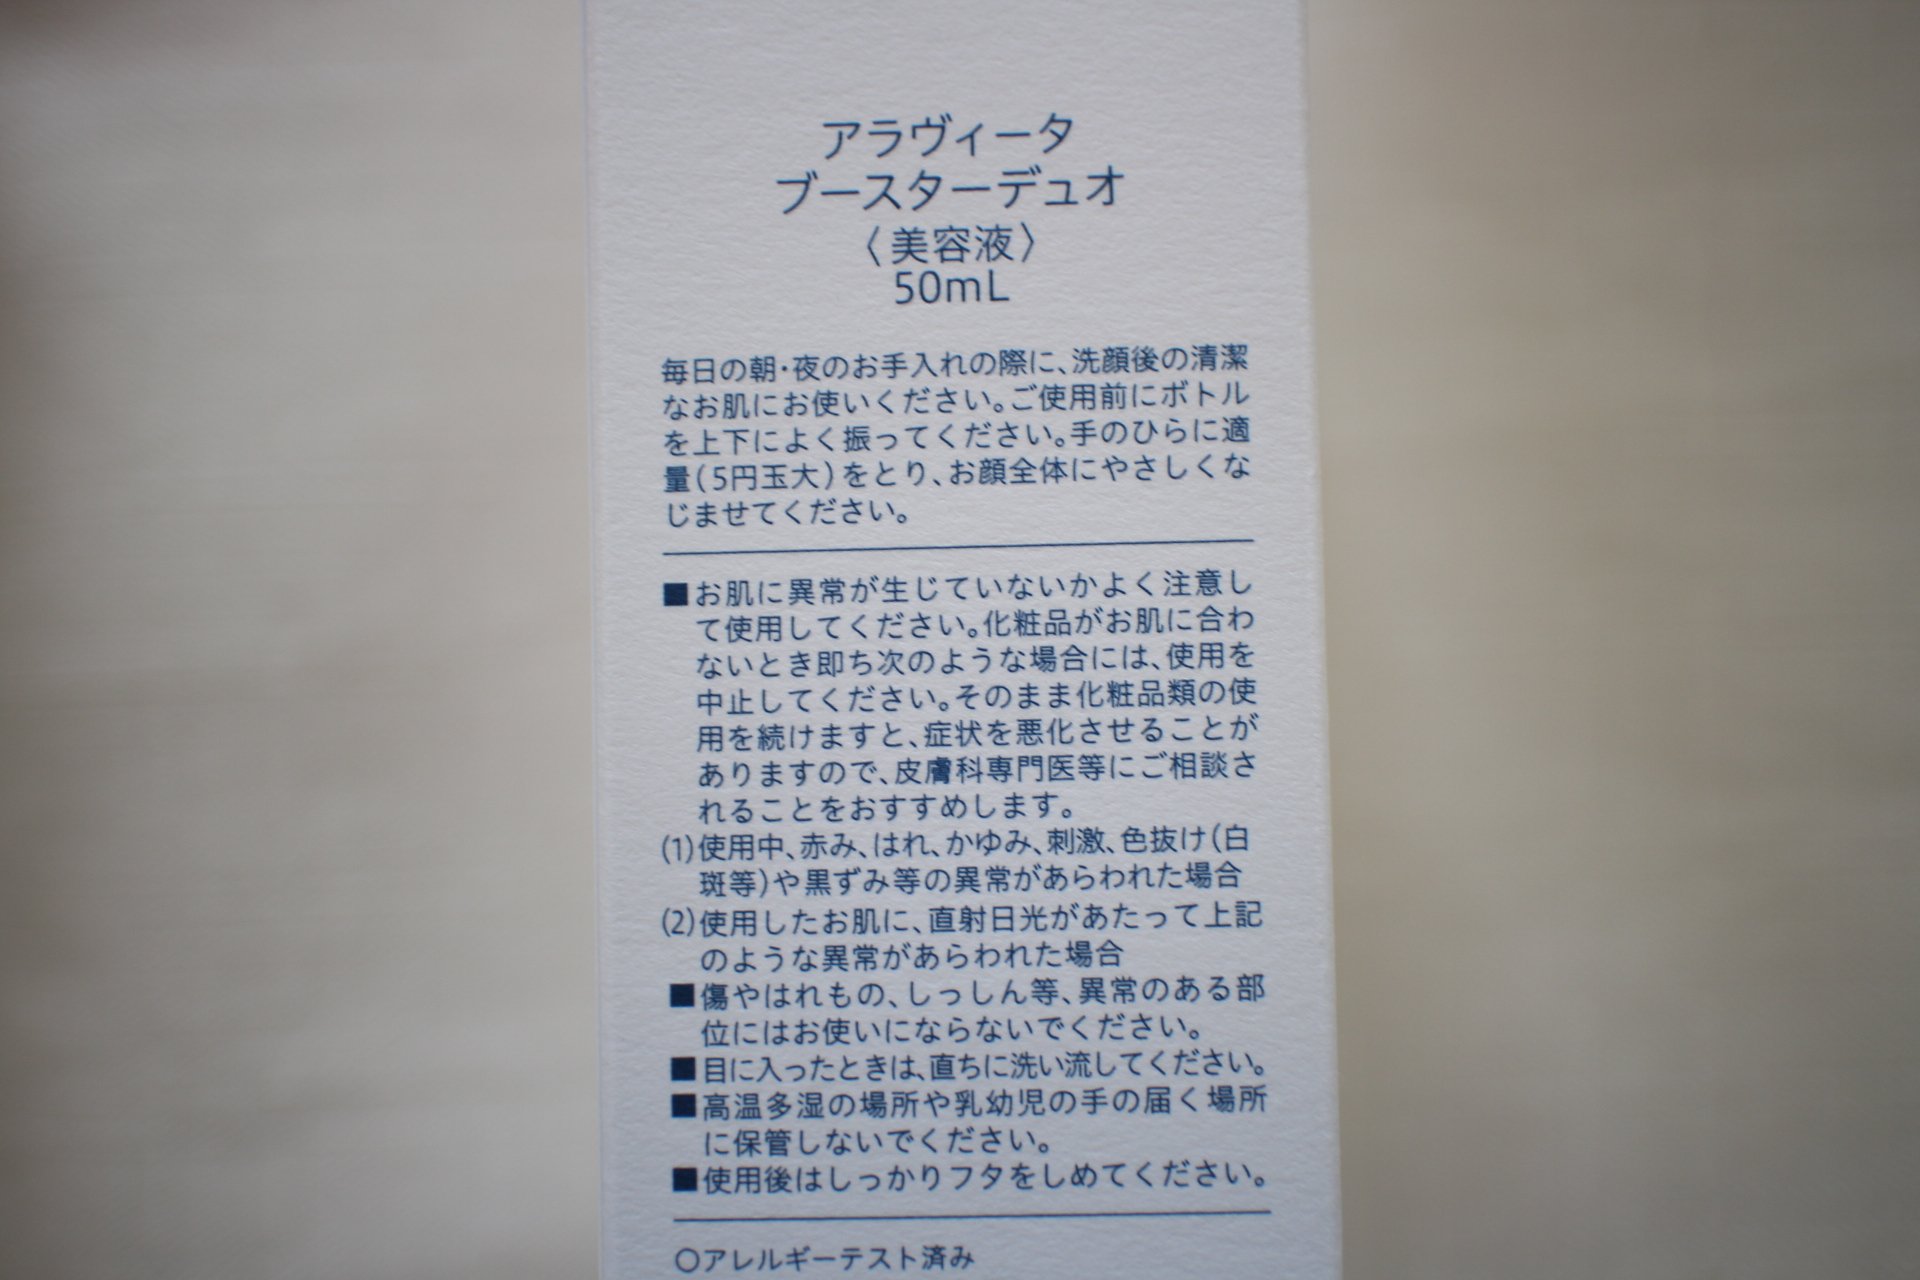 アラヴィータ
ブースターデュオ
〈美容液〉
50mL
毎日の朝・夜のお手入れの際に、洗顔後の清潔
なお肌にお使いください。ご使用前にボトル
を上下によく振ってください。手のひらに適
量(5円玉大)をとり、お顔全体にやさしくな
じませてください。
■お肌に異常が生じていないかよく注意し
て使用してください。化粧品がお肌に合わ
ないとき即ち次のような場合には、使用を
中止してください。そのまま化粧品類の使
用を続けますと、症状を悪化させることが
ありますので、皮膚科専門医等にご相談さ
れることをおすすめします。
(1)使用中、赤み、はれ、かゆみ、刺激、色抜け(白
斑等)や黒ずみ等の異常があらわれた場合
(2)使用したお肌に、直射日光があたって上記
のような異常があらわれた場合
■傷やはれもの、しっしん等、異常のある部
位にはお使いにならないでください。
■目に入ったときは、直ちに洗い流してください。
■高温多湿の場所や乳幼児の手の届く場所
に保管しないでください。
■使用後はしっかりフタをしめてください。
○アレルギーテスト済み